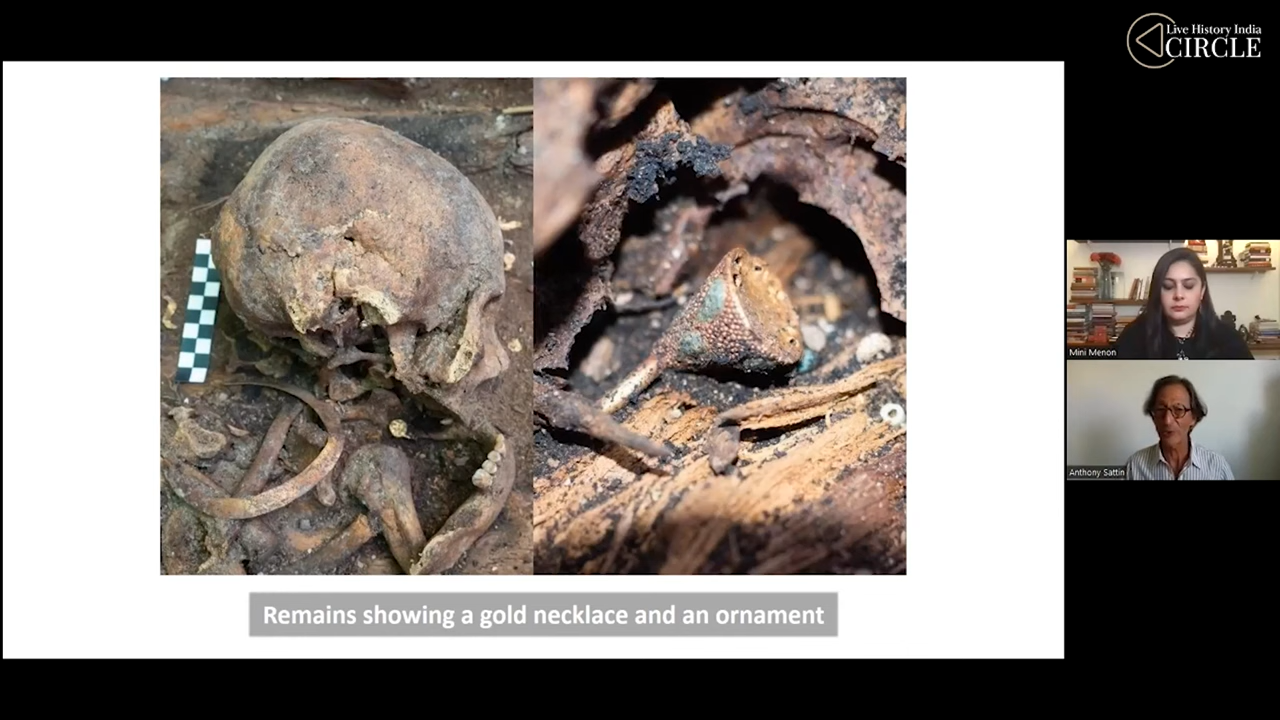 Live History India
CIRCLE
Remains showing a gold necklace and an ornament
Mini Menon
Anthony Sattin